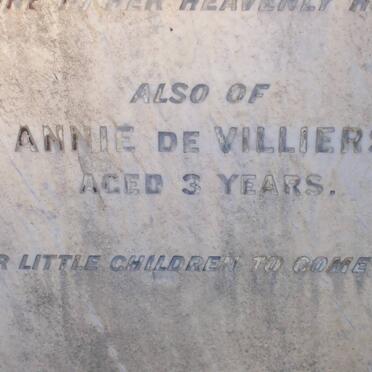 HER HEAVENLY
ALSO OF
ANNIE DE VILLIERS
AGED 3 YEARS.
R LITTLE CHILDREN TO COME